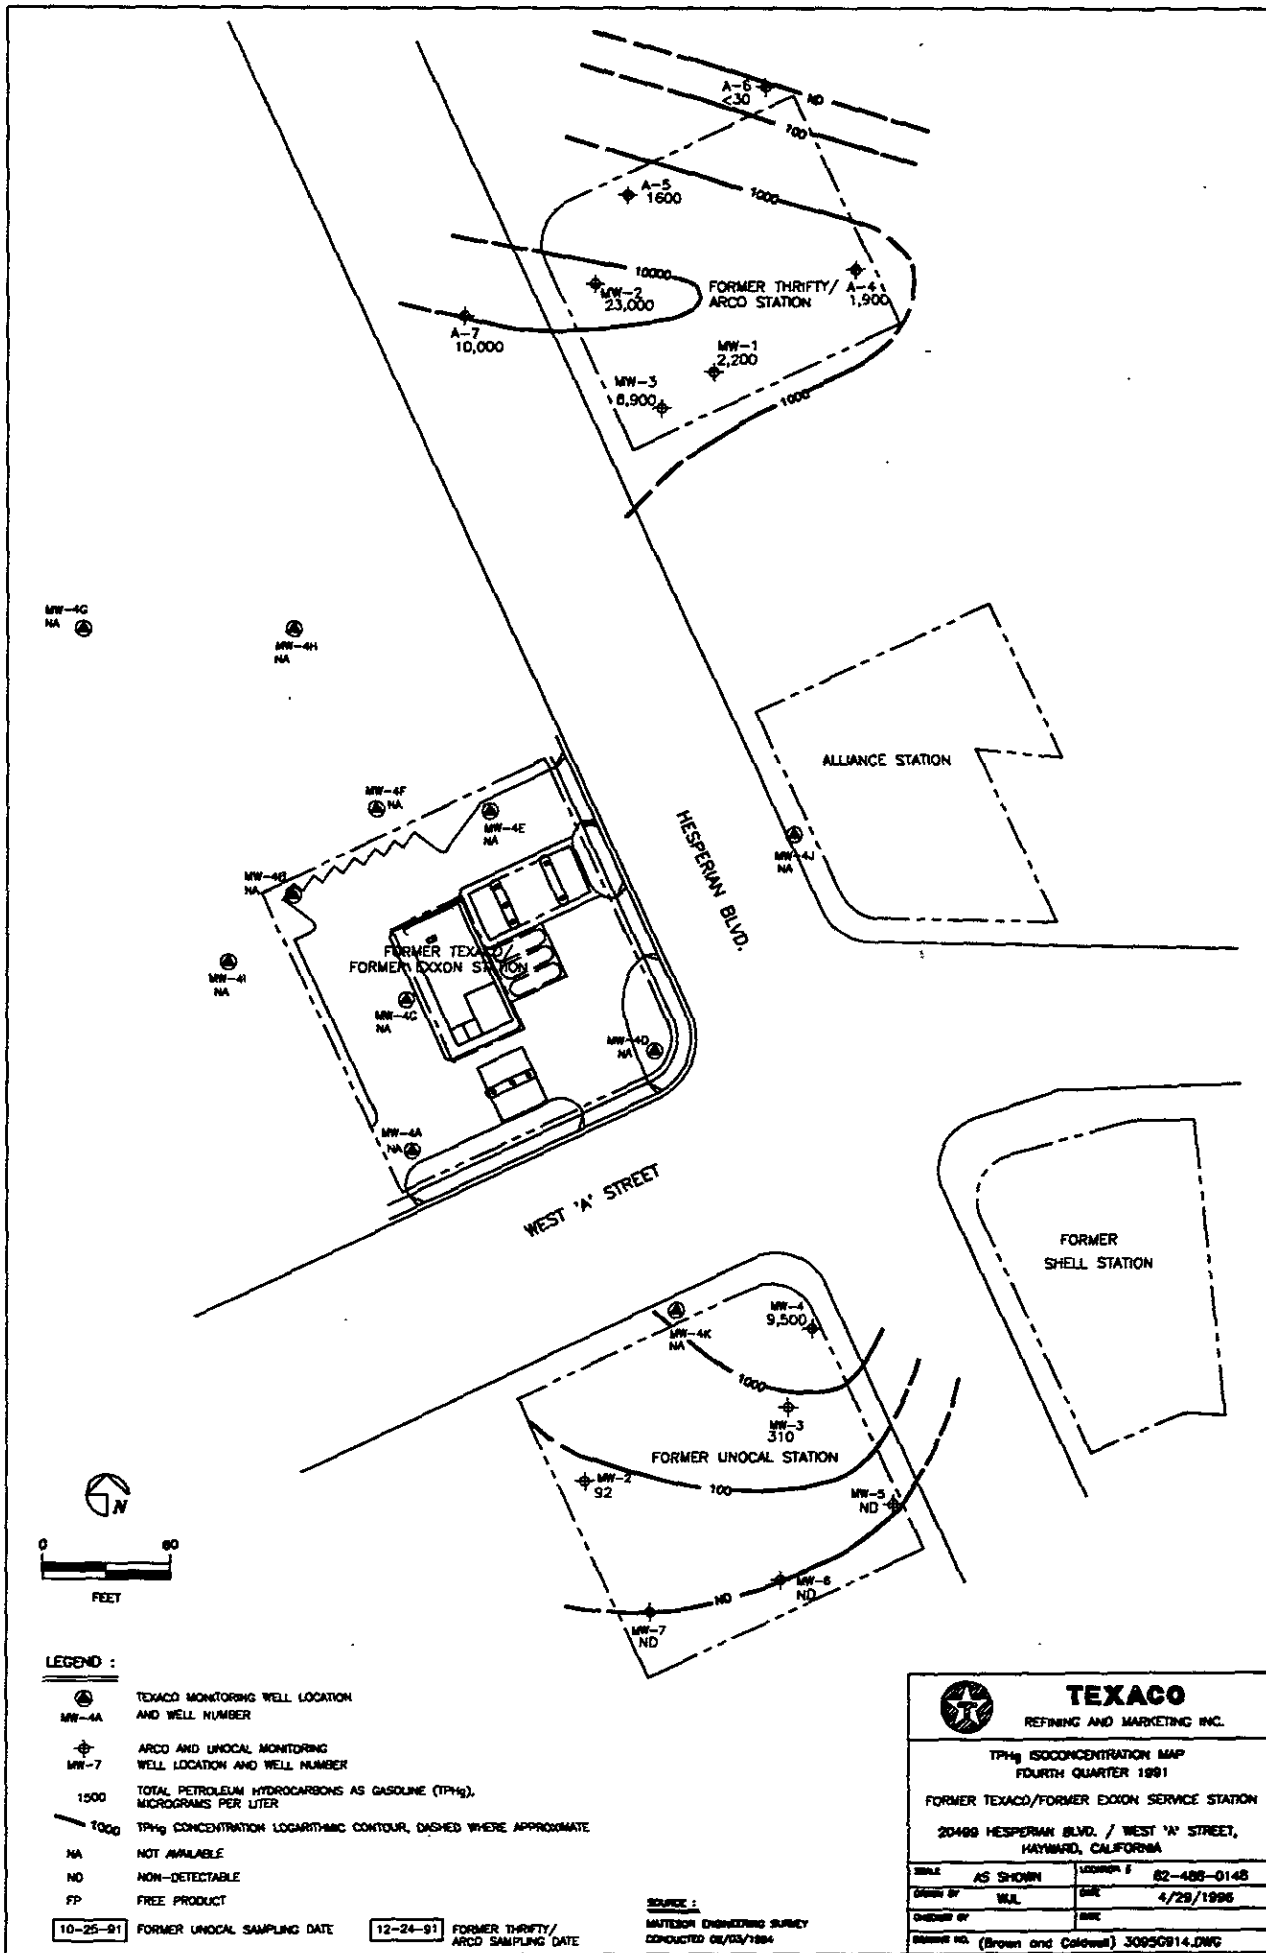 A-6
<30
ND
100
A-5
1600
1000
10000
MW-2
23,000
FORMER THRIFTY/
ARCO STATION
A-4
1,900
A-7
10,000
MW-1
2,200
MW-3
6,900
1000
MW-4G
NA
MW-4H
NA
ALLIANCE STATION
MW-4F
NA
MW-4E
NA
HESPERIAN BLVD.
MW-4J
NA
MW-4B
NA
FORMER TEXACO/
FORMER EXXON STATION
MW-4I
NA
MW-4C
NA
MW-4D
NA
MW-4A
NA
WEST 'A' STREET
FORMER
SHELL STATION
MW-4K
NA
MW-4
9,500
1000
MW-3
310
FORMER UNOCAL STATION
MW-2
92
100
MW-5
ND
MW-6
ND
ND
MW-7
ND
N
0 60
FEET
LEGEND :
MW-4A
TEXACO MONITORING WELL LOCATION
AND WELL NUMBER
MW-7
ARCO AND UNOCAL MONITORING
WELL LOCATION AND WELL NUMBER
1500
TOTAL PETROLEUM HYDROCARBONS AS GASOLINE (TPHg),
MICROGRAMS PER LITER
1000 TPHg CONCENTRATION LOGARITHMIC CONTOUR, DASHED WHERE APPROXIMATE
NA NOT AVAILABLE
ND NON-DETECTABLE
FP FREE PRODUCT
10-25-91 FORMER UNOCAL SAMPLING DATE
12-24-91 FORMER THRIFTY/
ARCO SAMPLING DATE
SOURCE :
ENGINEERING SURVEY
CONDUCTED
T
TEXACO
REFINING AND MARKETING INC.
TPHg ISOCONCENTRATION MAP
FOURTH QUARTER 1991
FORMER TEXACO/FORMER EXXON SERVICE STATION
20499 HESPERIAN BLVD. / WEST 'A' STREET,
HAYWARD, CALIFORNIA
SCALE AS SHOWN LOCATION # 62-488-0148
DRAWN BY WJL DATE 4/29/1996
CHECKED BY DATE
DRAWING NO. (Brown and Caldwell) 3095G914.DWG